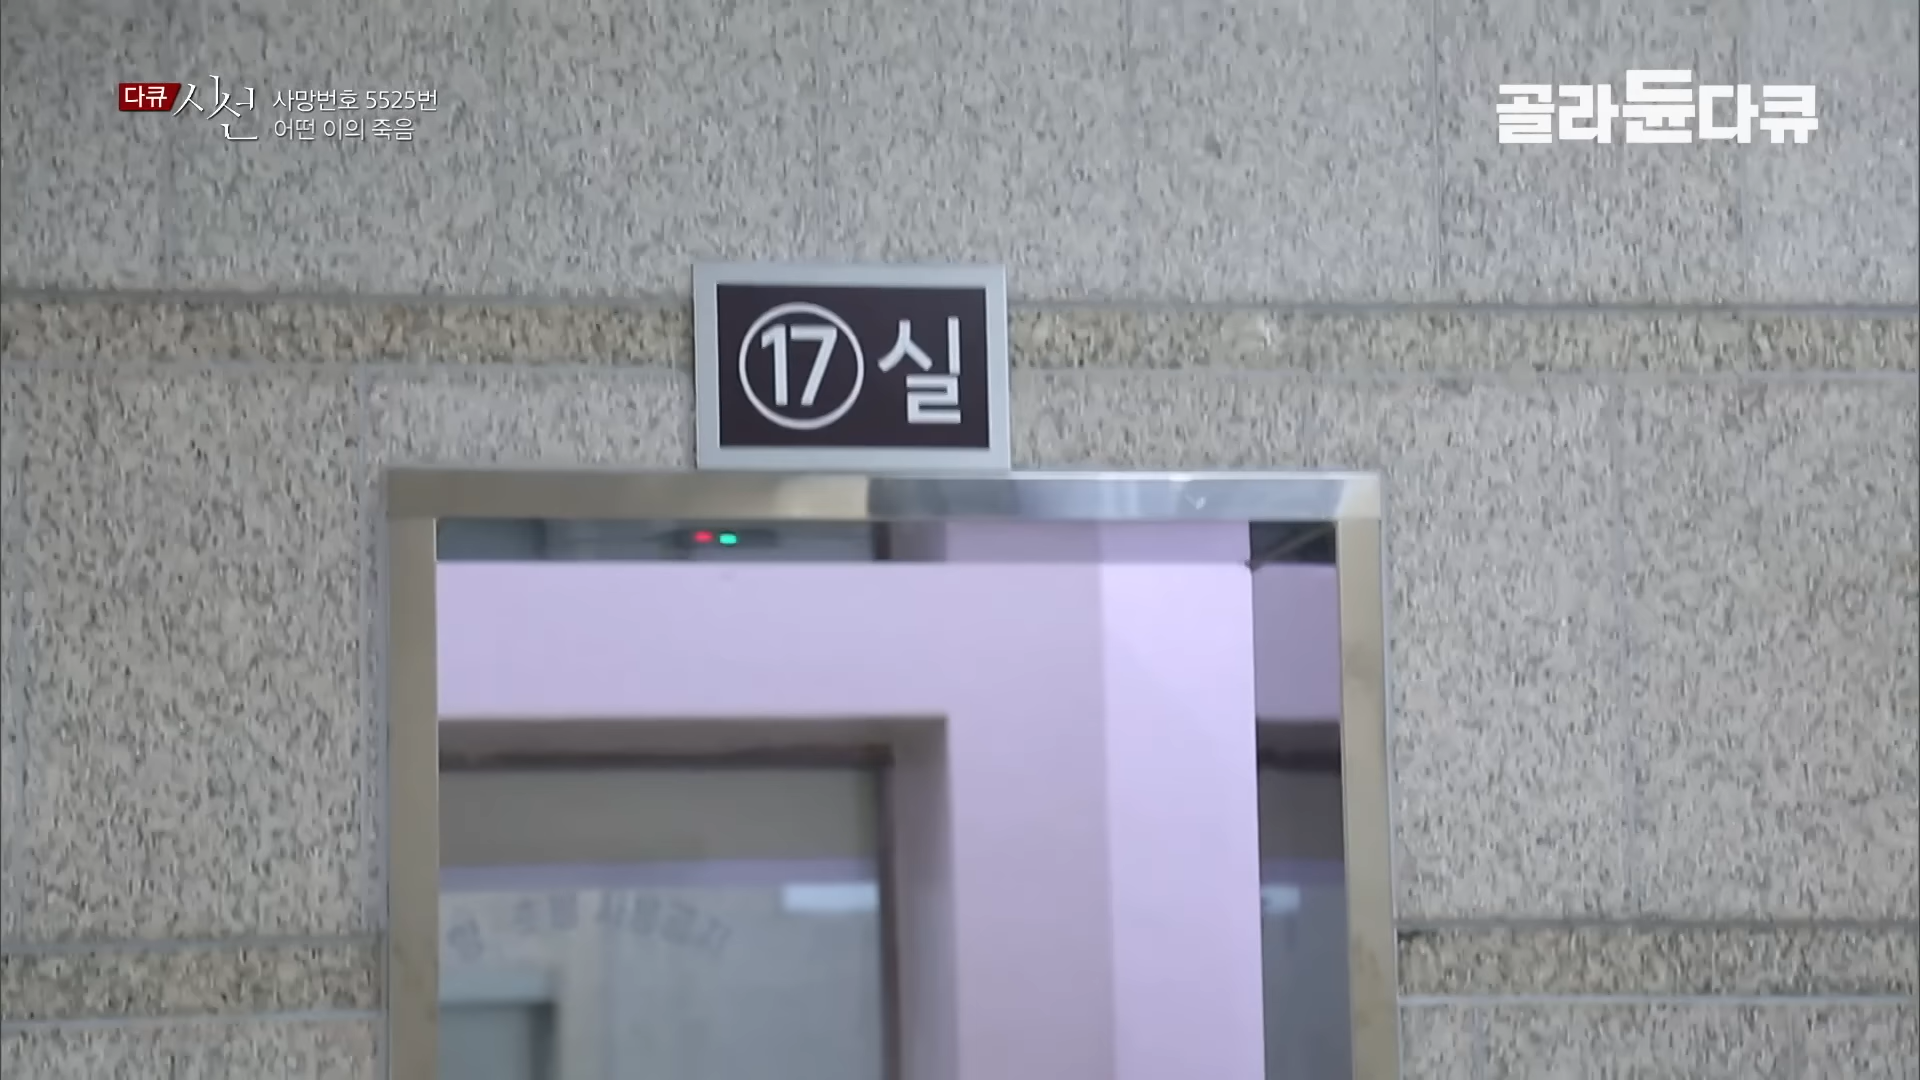 다큐 시선
사망번호 5525번
어떤 이의 죽음
골라둔다큐
⑰실